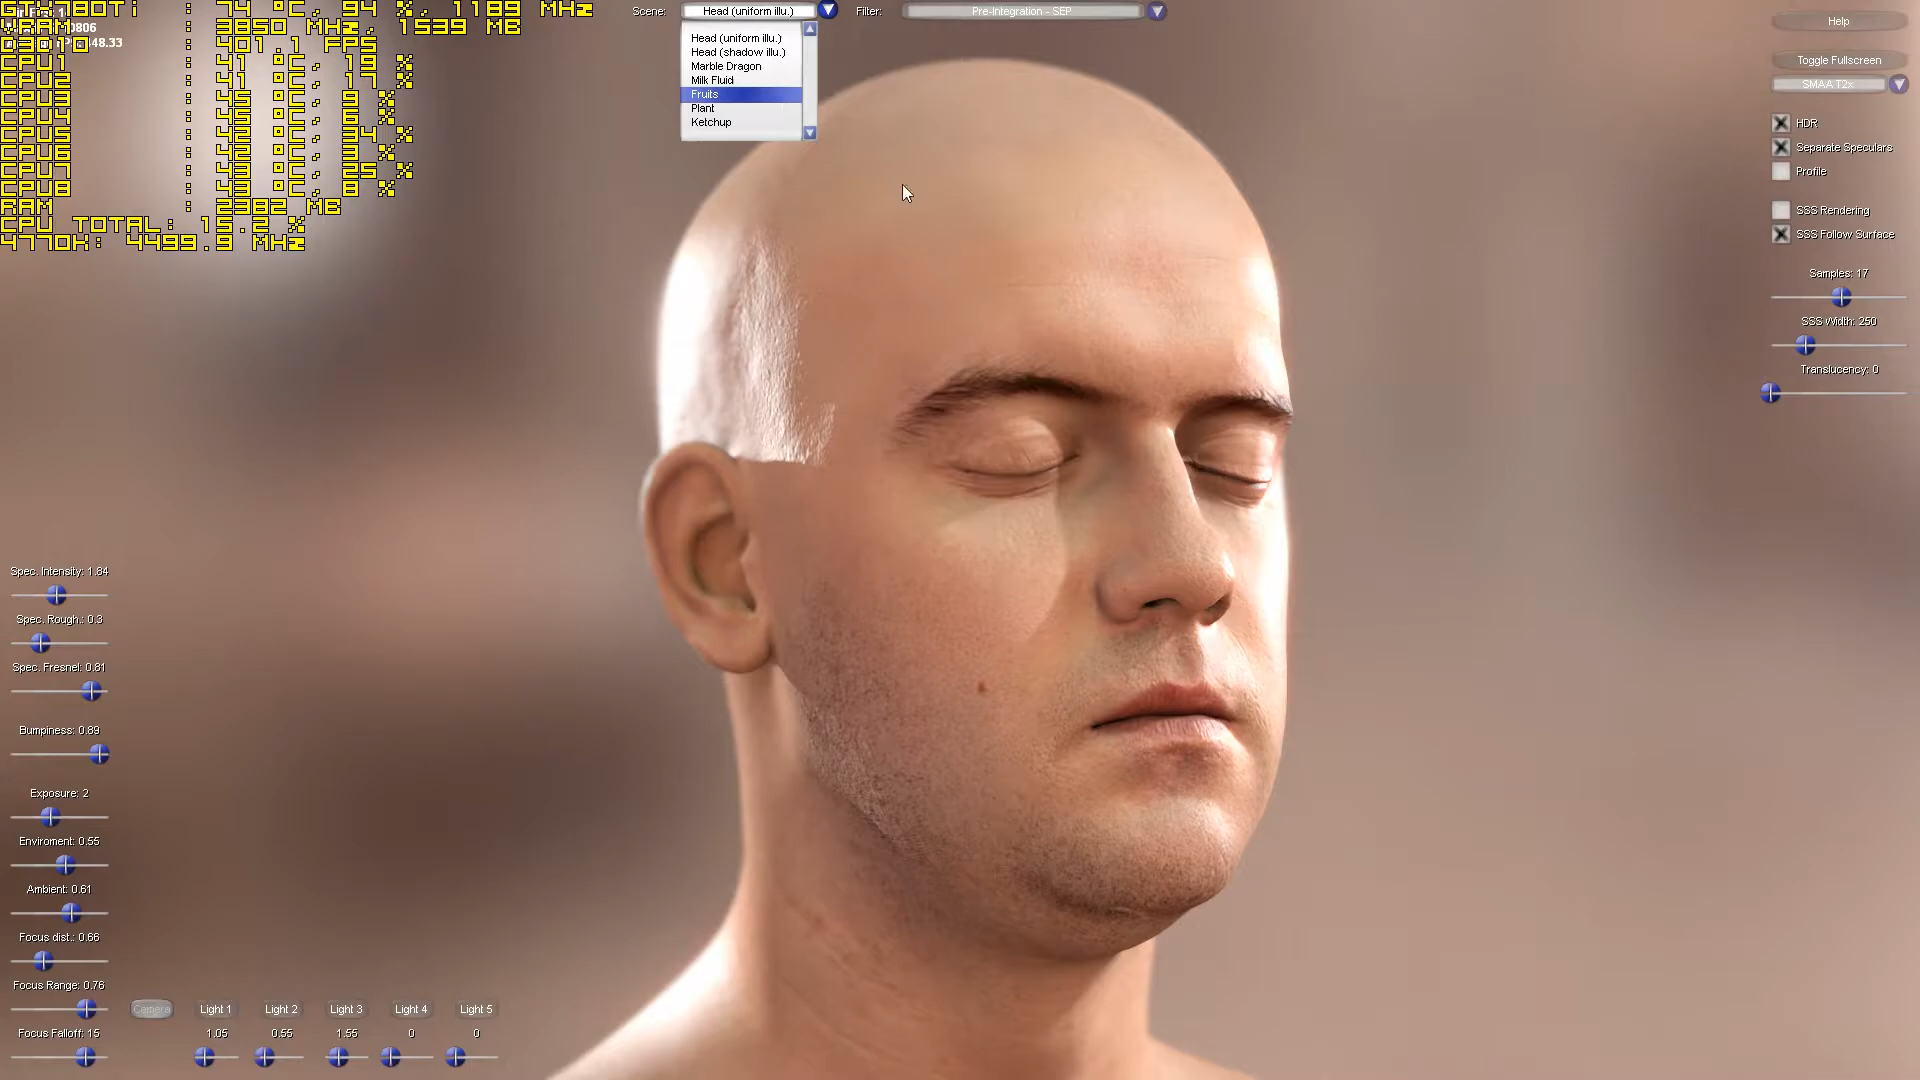 GTX780Ti : 74 °C, 94 %, 1189 MHz
VRAM : 3850 MHz, 1539 MB
D3D10 : 401.1 FPS
48.33
CPU1 : 41 °C, 19 %
CPU2 : 41 °C, 17 %
CPU3 : 45 °C, 9 %
CPU4 : 45 °C, 6 %
CPU5 : 42 °C, 34 %
CPU6 : 42 °C, 3 %
CPU7 : 43 °C, 25 %
CPU8 : 43 °C, 8 %
RAM : 2382 MB
CPU TOTAL: 15.2 %
4770K: 4499.9 MHz
Scene: Head (uniform illu.)
Head (uniform illu.)
Head (shadow illu.)
Marble Dragon
Milk Fluid
Fruits
Plant
Ketchup
Filter: Pre-Integration - SEP
Help
Toggle Fullscreen
SMAA T2x
HDR
Separate Speculars
Profile
SSS Rendering
SSS Follow Surface
Samples: 17
SSS Width: 250
Translucency: 0
Spec. Intensity: 1.84
Spec. Rough.: 0.3
Spec. Fresnel: 0.81
Bumpiness: 0.89
Exposure: 2
Enviroment: 0.55
Ambient: 0.61
Focus dist.: 0.66
Focus Range: 0.76
Focus Falloff: 15
Camera
Light 1
Light 2
Light 3
Light 4
Light 5
1.05
0.55
1.55
0
0